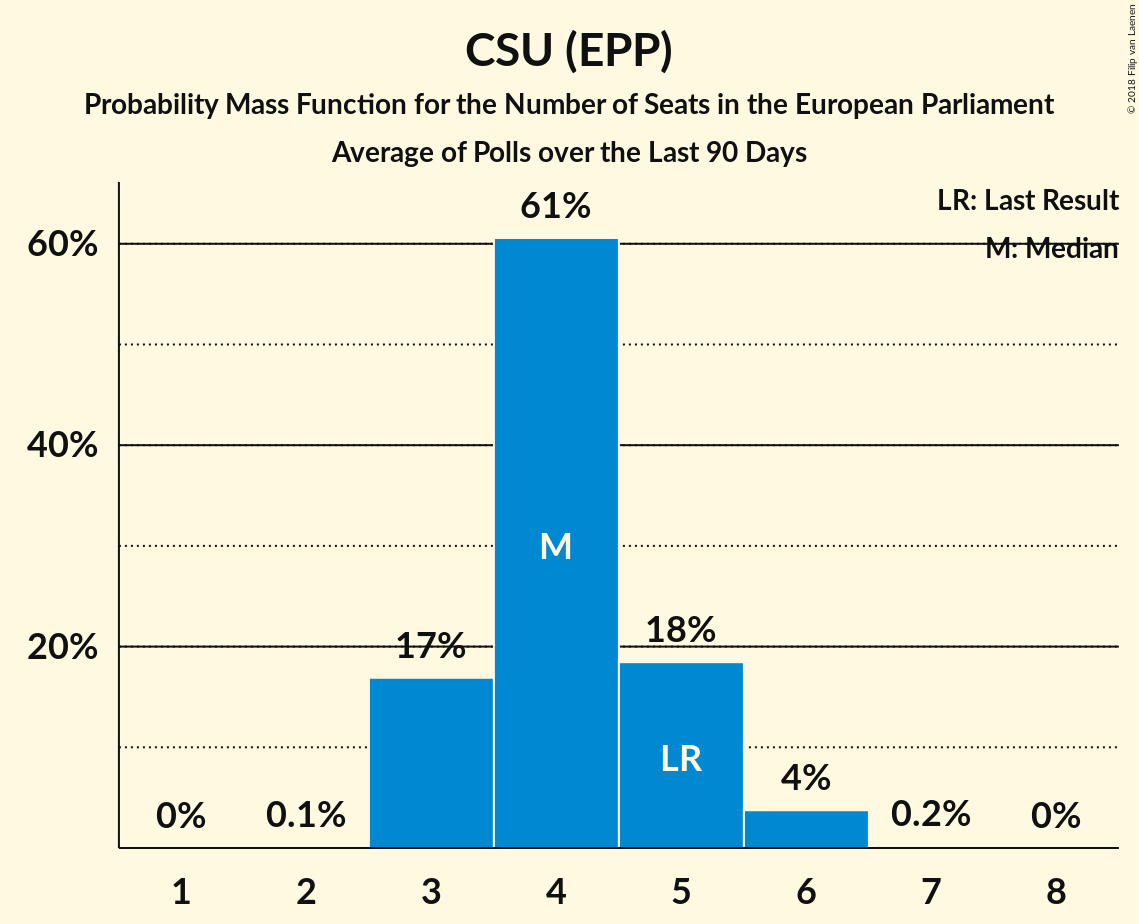 CSU (EPP)
Probability Mass Function for the Number of Seats in the European Parliament
Average of Polls over the Last 90 Days
© 2018 Filip van Laenen
LR: Last Result
M: Median
60%
40%
20%
0%
0.1%
17%
61%
18%
4%
0.2%
0%
M
LR
1 2 3 4 5 6 7 8